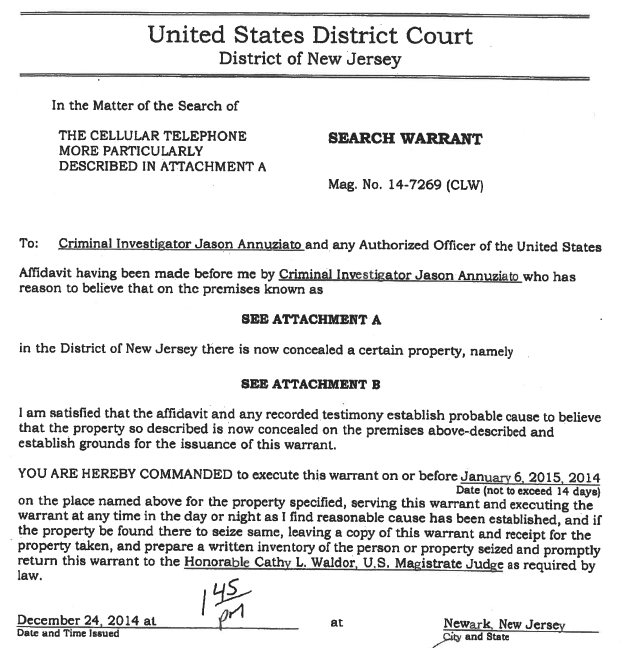 United States District Court
District of New Jersey
In the Matter of the Search of
THE CELLULAR TELEPHONE
MORE PARTICULARLY
DESCRIBED IN ATTACHMENT A
SEARCH WARRANT
Mag. No. 14-7269 (CLW)
To: Criminal Investigator Jason Annuziato and any Authorized Officer of the United States
Affidavit having been made before me by Criminal Investigator Jason Annuziato who has
reason to believe that on the premises known as
SEE ATTACHMENT A
in the District of New Jersey there is now concealed a certain property, namely
SEE ATTACHMENT B
I am satisfied that the affidavit and any recorded testimony establish probable cause to believe
that the property so described is now concealed on the premises above-described and
establish grounds for the issuance of this warrant.
YOU ARE HEREBY COMMANDED to execute this warrant on or before January 6, 2015, 2014
Date (not to exceed 14 days)
on the place named above for the property specified, serving this warrant and executing the
warrant at any time in the day or night as I find reasonable cause has been established, and if
the property be found there to seize same, leaving a copy of this warrant and receipt for the
property taken, and prepare a written inventory of the person or property seized and promptly
return this warrant to the Honorable Cathy L. Waldor, U.S. Magistrate Judge as required by
law.
1 45
pm
December 24, 2014 at
at
Newark, New Jersey
Date and Time Issued
City and State